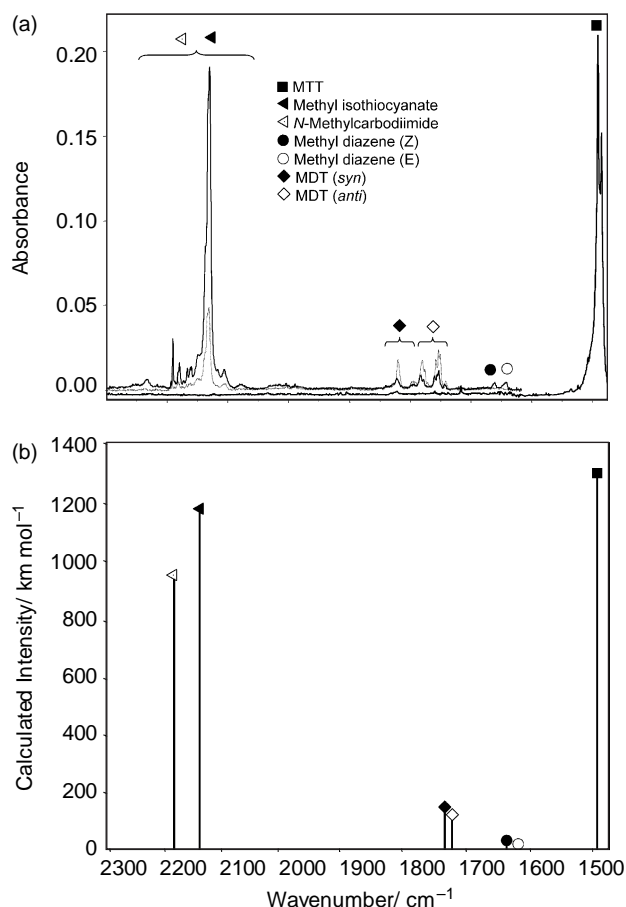 (a)
0.20
0.15
0.10
0.05
0.00
Absorbance
MTT
Methyl isothiocyanate
N-Methylcarbodiimide
Methyl diazene (Z)
Methyl diazene (E)
MDT (syn)
MDT (anti)
(b)
1400
1200
1000
800
600
400
200
0
Calculated Intensity/ km mol⁻¹
2300 2200 2100 2000 1900 1800 1700 1600 1500
Wavenumber/ cm⁻¹